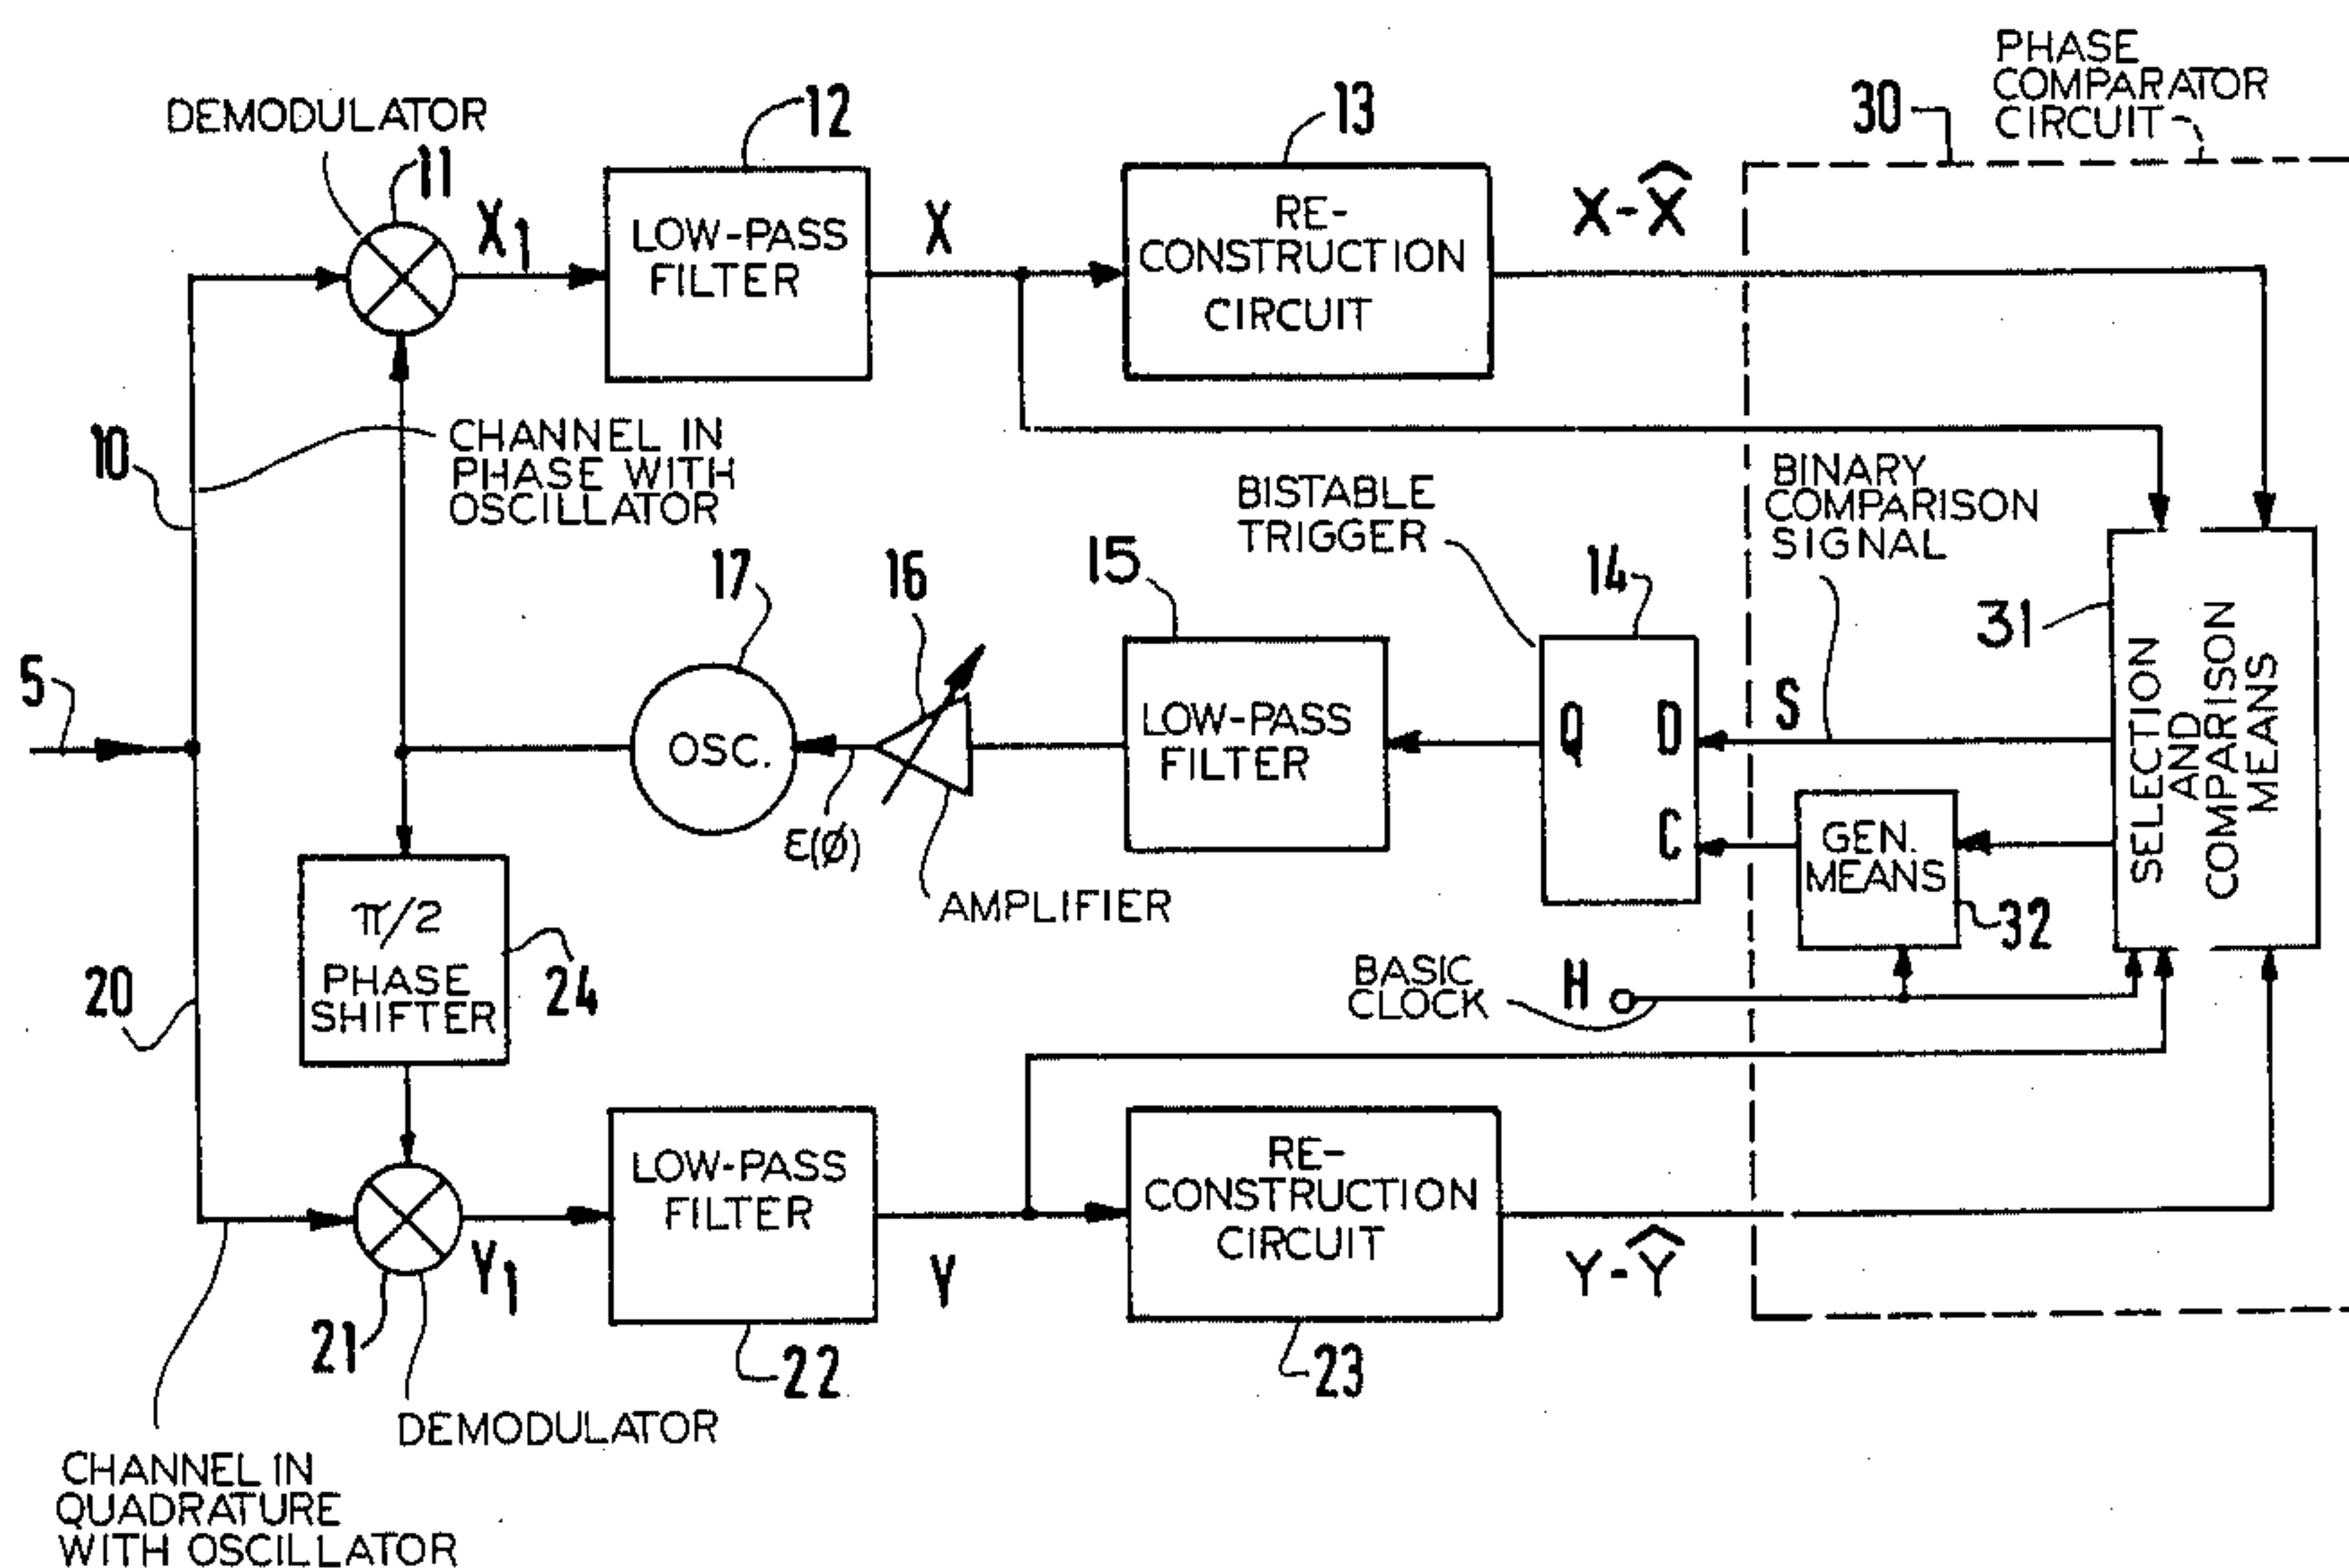 PHASE
COMPARATOR
CIRCUIT
30
DEMODULATOR
12
13
11
X1
LOW-PASS
FILTER
X
RE-
CONSTRUCTION
CIRCUIT
X-X̂
10
CHANNEL IN
PHASE WITH
OSCILLATOR
BISTABLE
TRIGGER
BINARY
COMPARISON
SIGNAL
17
16
15
14
31
5
OSC.
ε(ø)
AMPLIFIER
LOW-PASS
FILTER
Q
D
C
S
GEN.
MEANS
32
SELECTION
AND
COMPARISON
MEANS
π/2
PHASE
SHIFTER
24
20
BASIC
CLOCK
H
LOW-PASS
FILTER
RE-
CONSTRUCTION
CIRCUIT
Y1
Y
Y-Ŷ
21
22
23
DEMODULATOR
CHANNEL IN
QUADRATURE
WITH OSCILLATOR